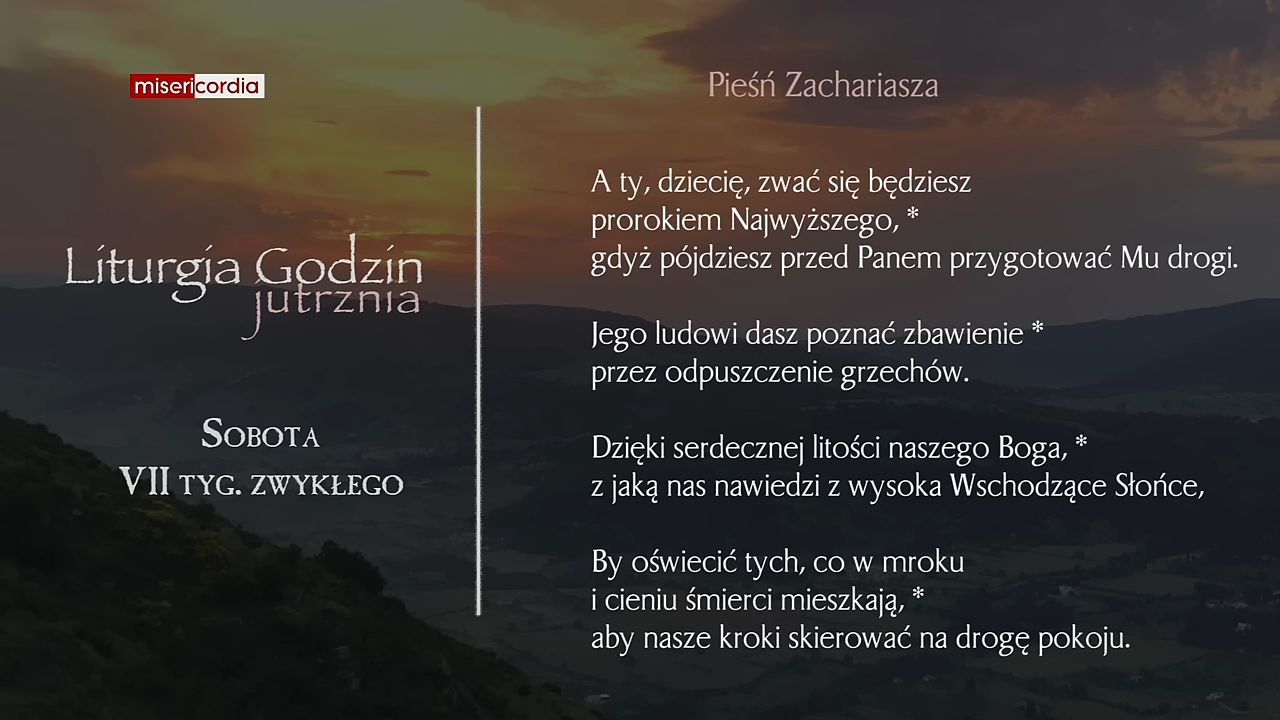 misericordia
Liturgia Godzin
jutrznia
Sobota
VII tyg. zwykłego
Pieśń Zachariasza
A ty, dziecię, zwać się będziesz
prorokiem Najwyższego, *
gdyż pójdziesz przed Panem przygotować Mu drogi.
Jego ludowi dasz poznać zbawienie *
przez odpuszczenie grzechów.
Dzięki serdecznej litości naszego Boga, *
z jaką nas nawiedzi z wysoka Wschodzące Słońce,
By oświecić tych, co w mroku
i cieniu śmierci mieszkają, *
aby nasze kroki skierować na drogę pokoju.